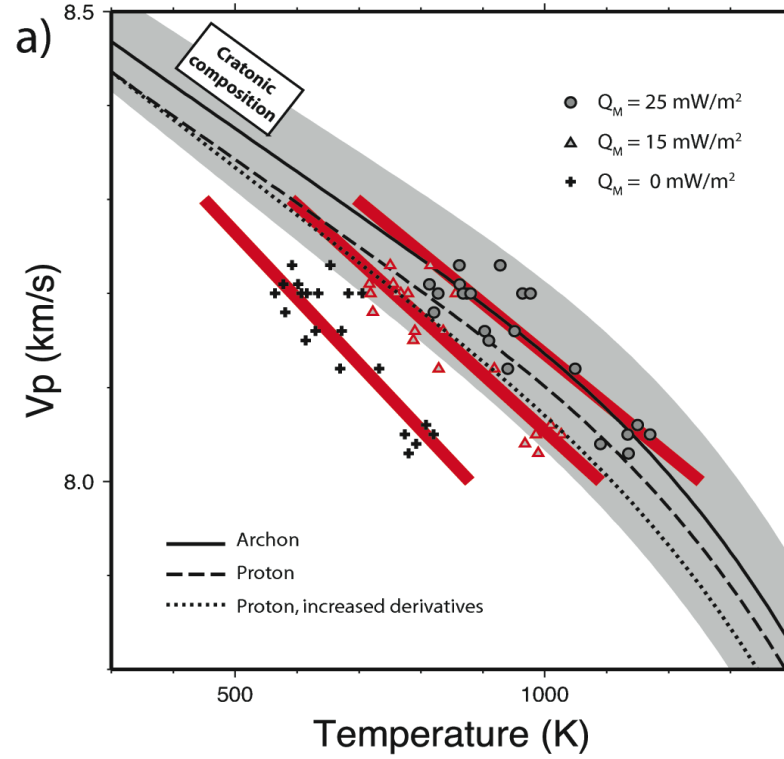 a)
8.5
Cratonic
composition
Q_M = 25 mW/m²
Q_M = 15 mW/m²
Q_M = 0 mW/m²
Vp (km/s)
8.0
Archon
Proton
Proton, increased derivatives
500 1000
Temperature (K)